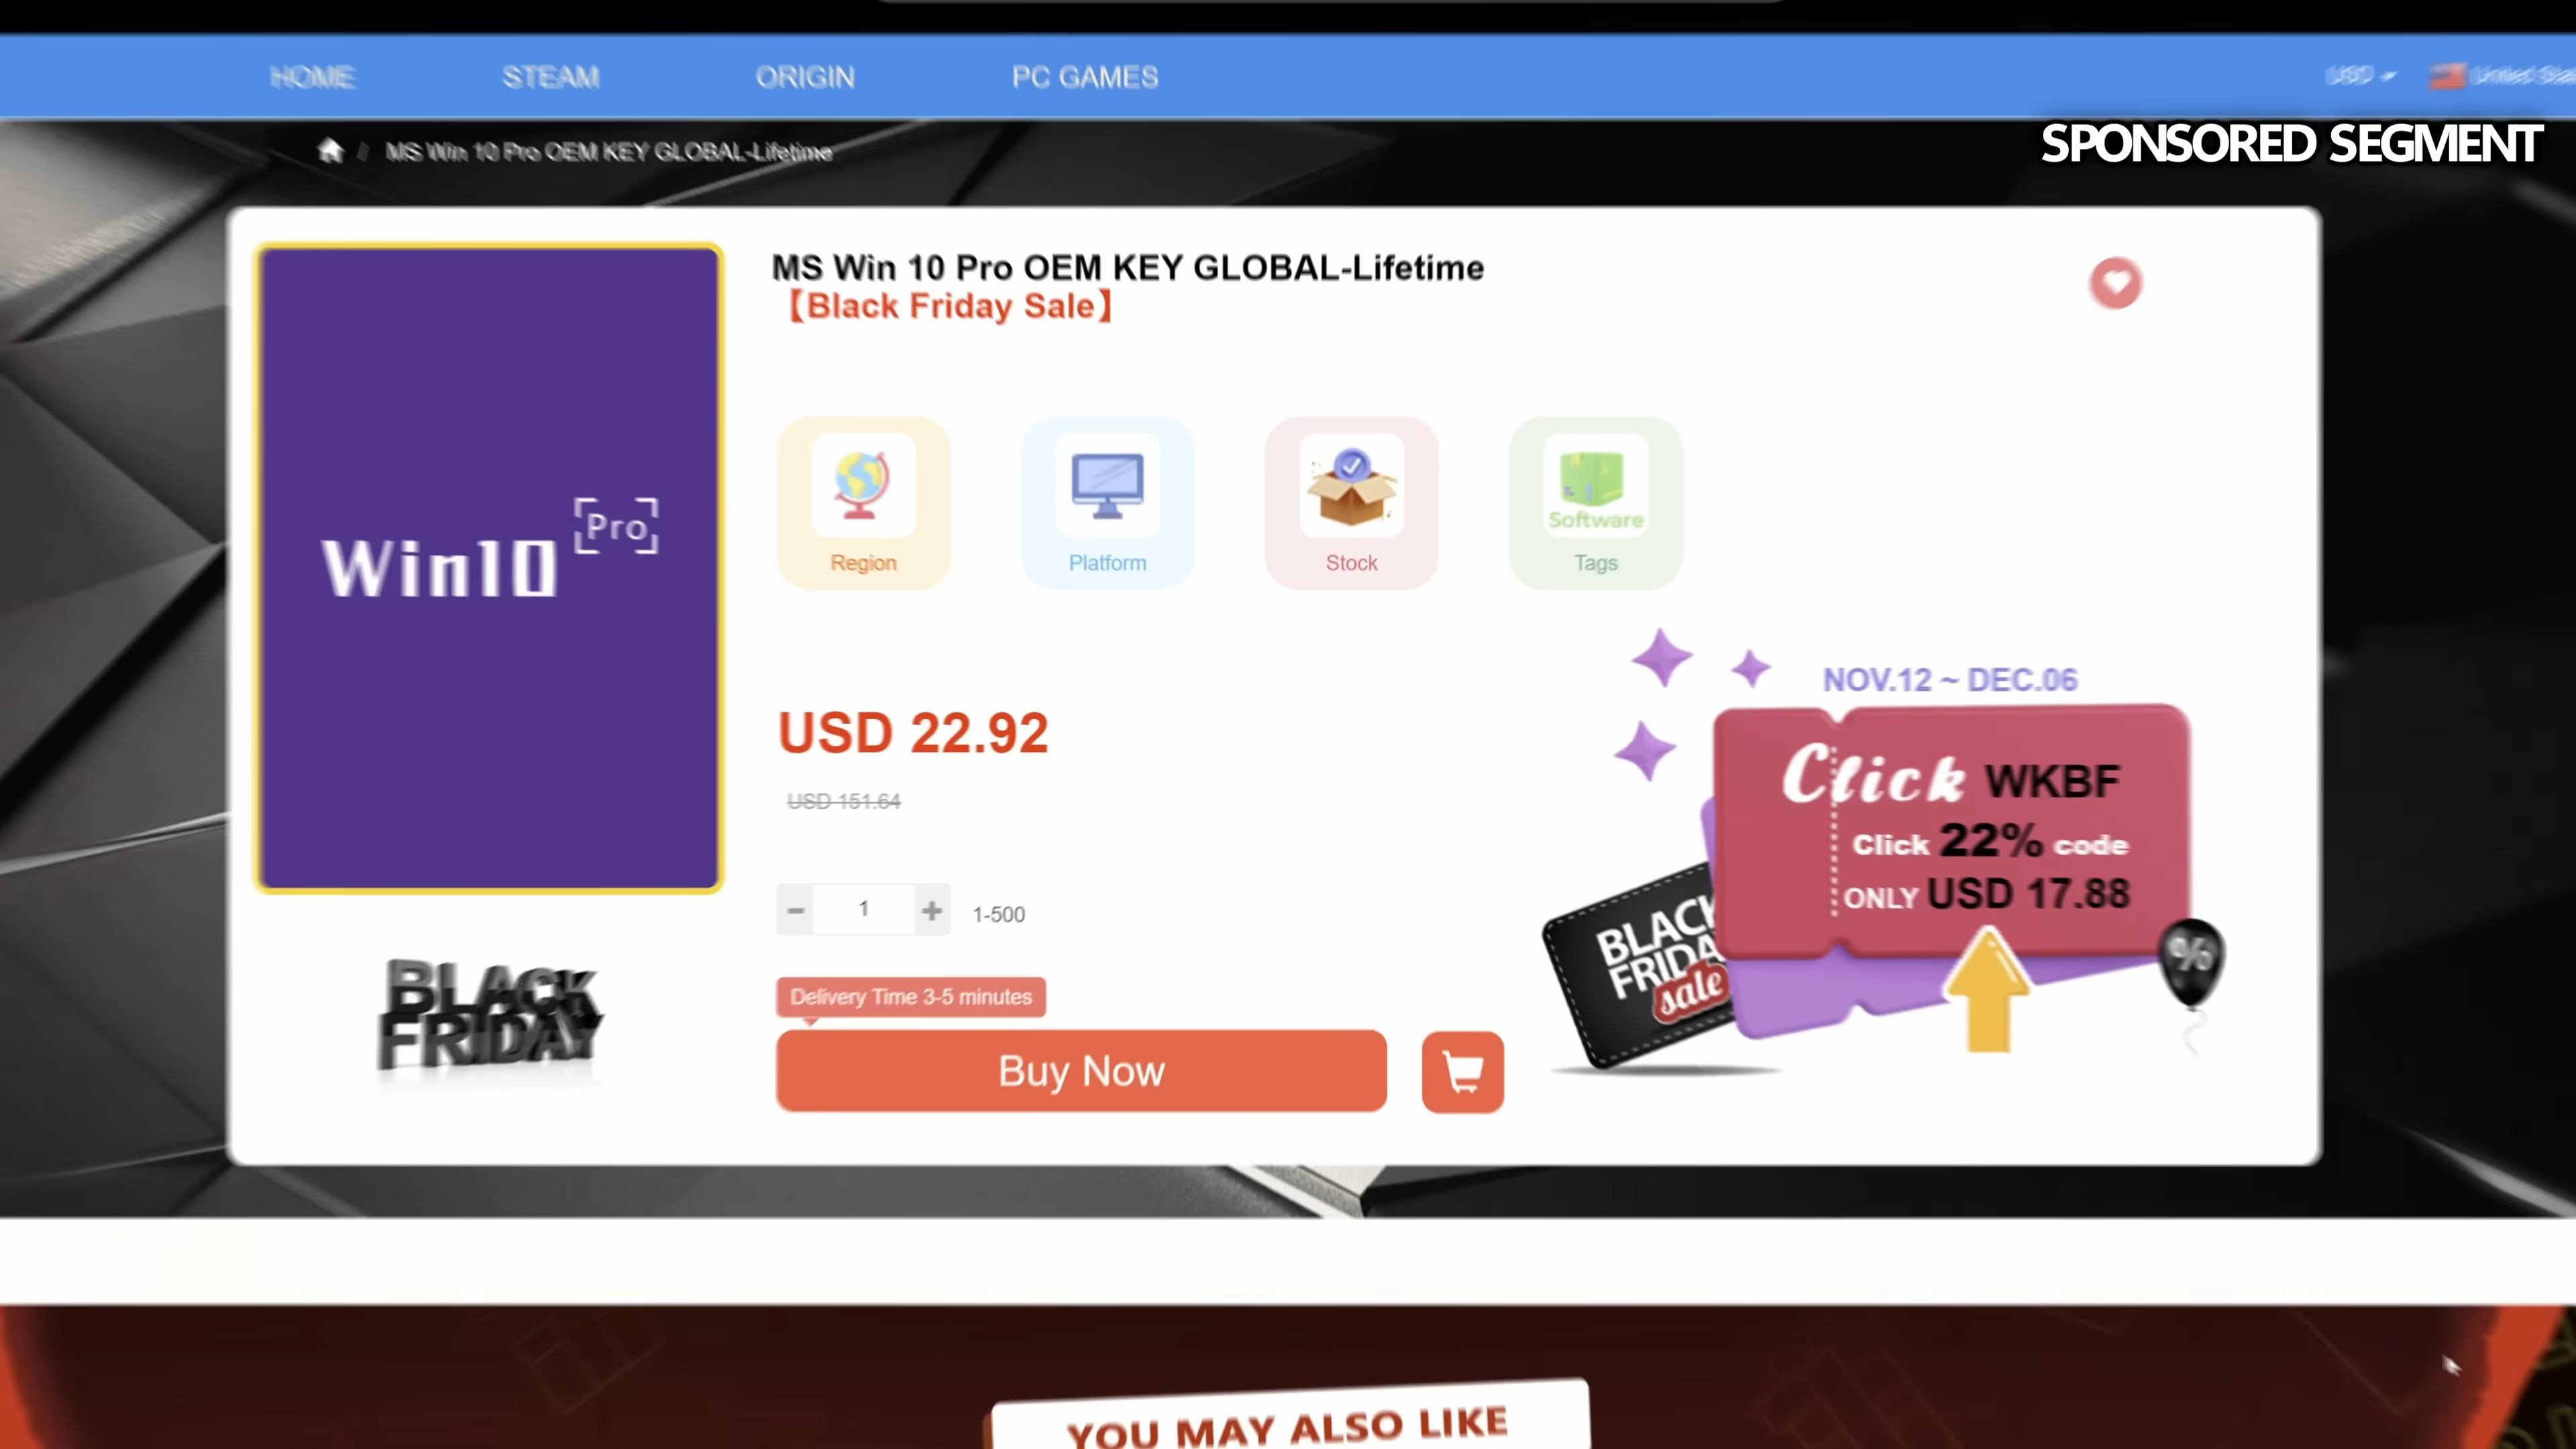 HOME STEAM ORIGIN PC GAMES USD
SPONSORED SEGMENT
/ MS Win 10 Pro OEM KEY GLOBAL-Lifetime
MS Win 10 Pro OEM KEY GLOBAL-Lifetime
【Black Friday Sale】
Win10 [Pro]
Software
Region Platform Stock Tags
USD 22.92
USD 151.64
NOV.12 ~ DEC.06
Click WKBF
Click 22% code
ONLY USD 17.88
- 1 + 1-500
BLACK
FRIDAY
sale
%
BLACK
FRIDAY
Delivery Time 3-5 minutes
Buy Now
YOU MAY ALSO LIKE